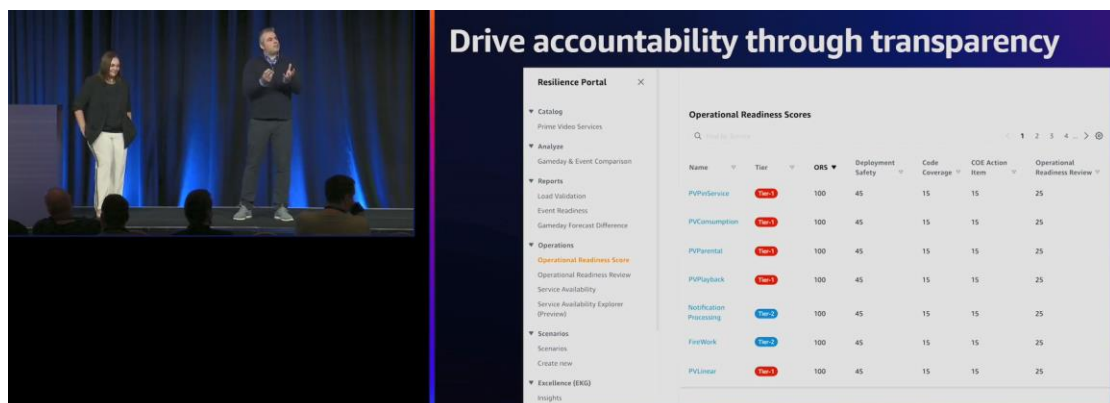 Drive accountability through transparency
Resilience Portal ×
▼ Catalog
Prime Video Services
▼ Analyze
Gameday & Event Comparison
▼ Reports
Load Validation
Event Readiness
Gameday Forecast Difference
▼ Operations
Operational Readiness Score
Operational Readiness Review
Service Availability
Service Availability Explorer
(Preview)
▼ Scenarios
Scenarios
Create new
▼ Excellence (EKG)
Insights
Operational Readiness Scores
< 1 2 3 4 ... >
Name Tier ORS ▼ Deployment Safety Code Coverage COE Action Item Operational Readiness Review
PVPinService Tier-1 100 45 15 15 25
PVConsumption Tier-1 100 45 15 15 25
PVParental Tier-1 100 45 15 15 25
PVPlayback Tier-1 100 45 15 15 25
Notification Processing Tier-2 100 45 15 15 25
FireWork Tier-2 100 45 15 15 25
PVLinear Tier-1 100 45 15 15 25